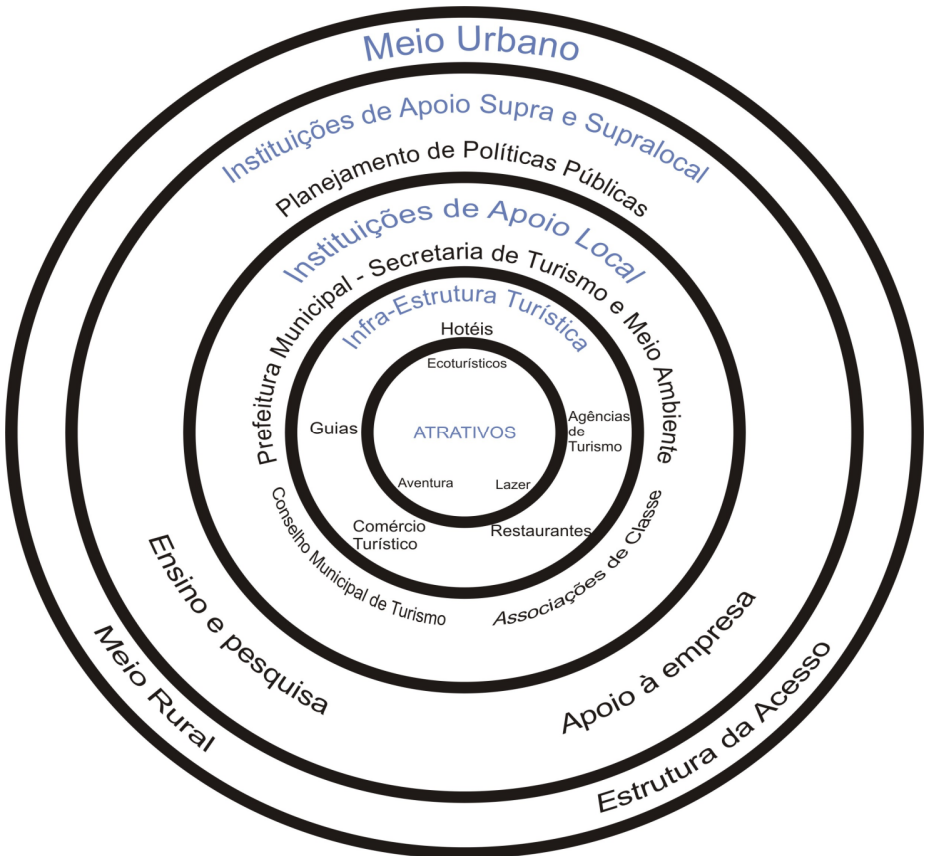 Meio Urbano
Instituições de Apoio Supra e Supralocal
Planejamento de Políticas Públicas
Instituições de Apoio Local
Prefeitura Municipal - Secretaria de Turismo e Meio Ambiente
Infra-Estrutura Turística
Hotéis
Ecoturísticos
Guias
ATRATIVOS
Agências
de
Turismo
Aventura
Lazer
Comércio
Turístico
Restaurantes
Conselho Municipal de Turismo
Associações de Classe
Ensino e pesquisa
Apoio à empresa
Meio Rural
Estrutura da Acesso